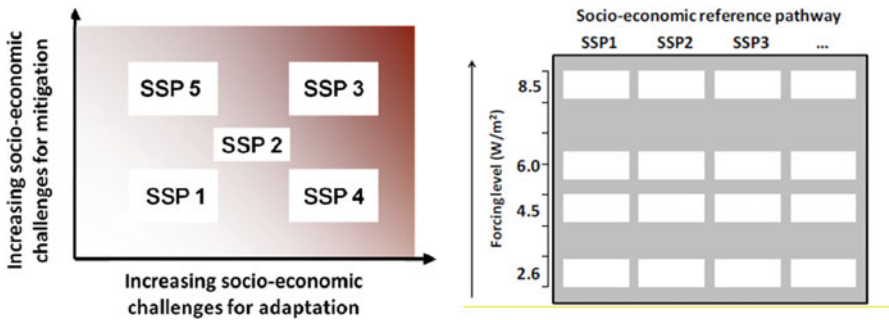 Increasing socio-economic
challenges for mitigation
SSP 5
SSP 3
SSP 2
SSP 1
SSP 4
Increasing socio-economic
challenges for adaptation
Socio-economic reference pathway
SSP1 SSP2 SSP3 ...
Forcing level (W/m²)
8.5
6.0
4.5
2.6